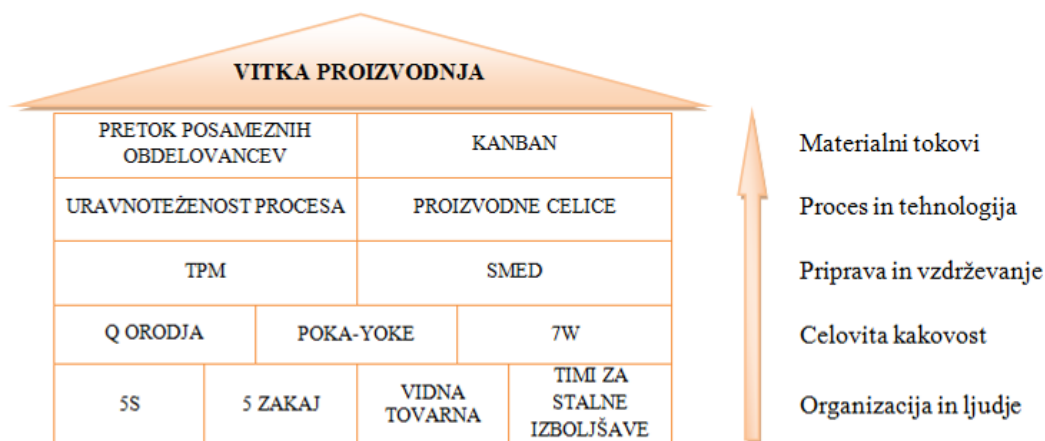 VITKA PROIZVODNJA
PRETOK POSAMEZNIH
OBDELOVANCEV
KANBAN
Materialni tokovi
URAVNOTEŽENOST PROCESA
PROIZVODNE CELICE
Proces in tehnologija
TPM
SMED
Priprava in vzdrževanje
Q ORODJA
POKA-YOKE
7W
Celovita kakovost
5S
5 ZAKAJ
VIDNA
TOVARNA
TIMI ZA
STALNE
IZBOLJŠAVE
Organizacija in ljudje